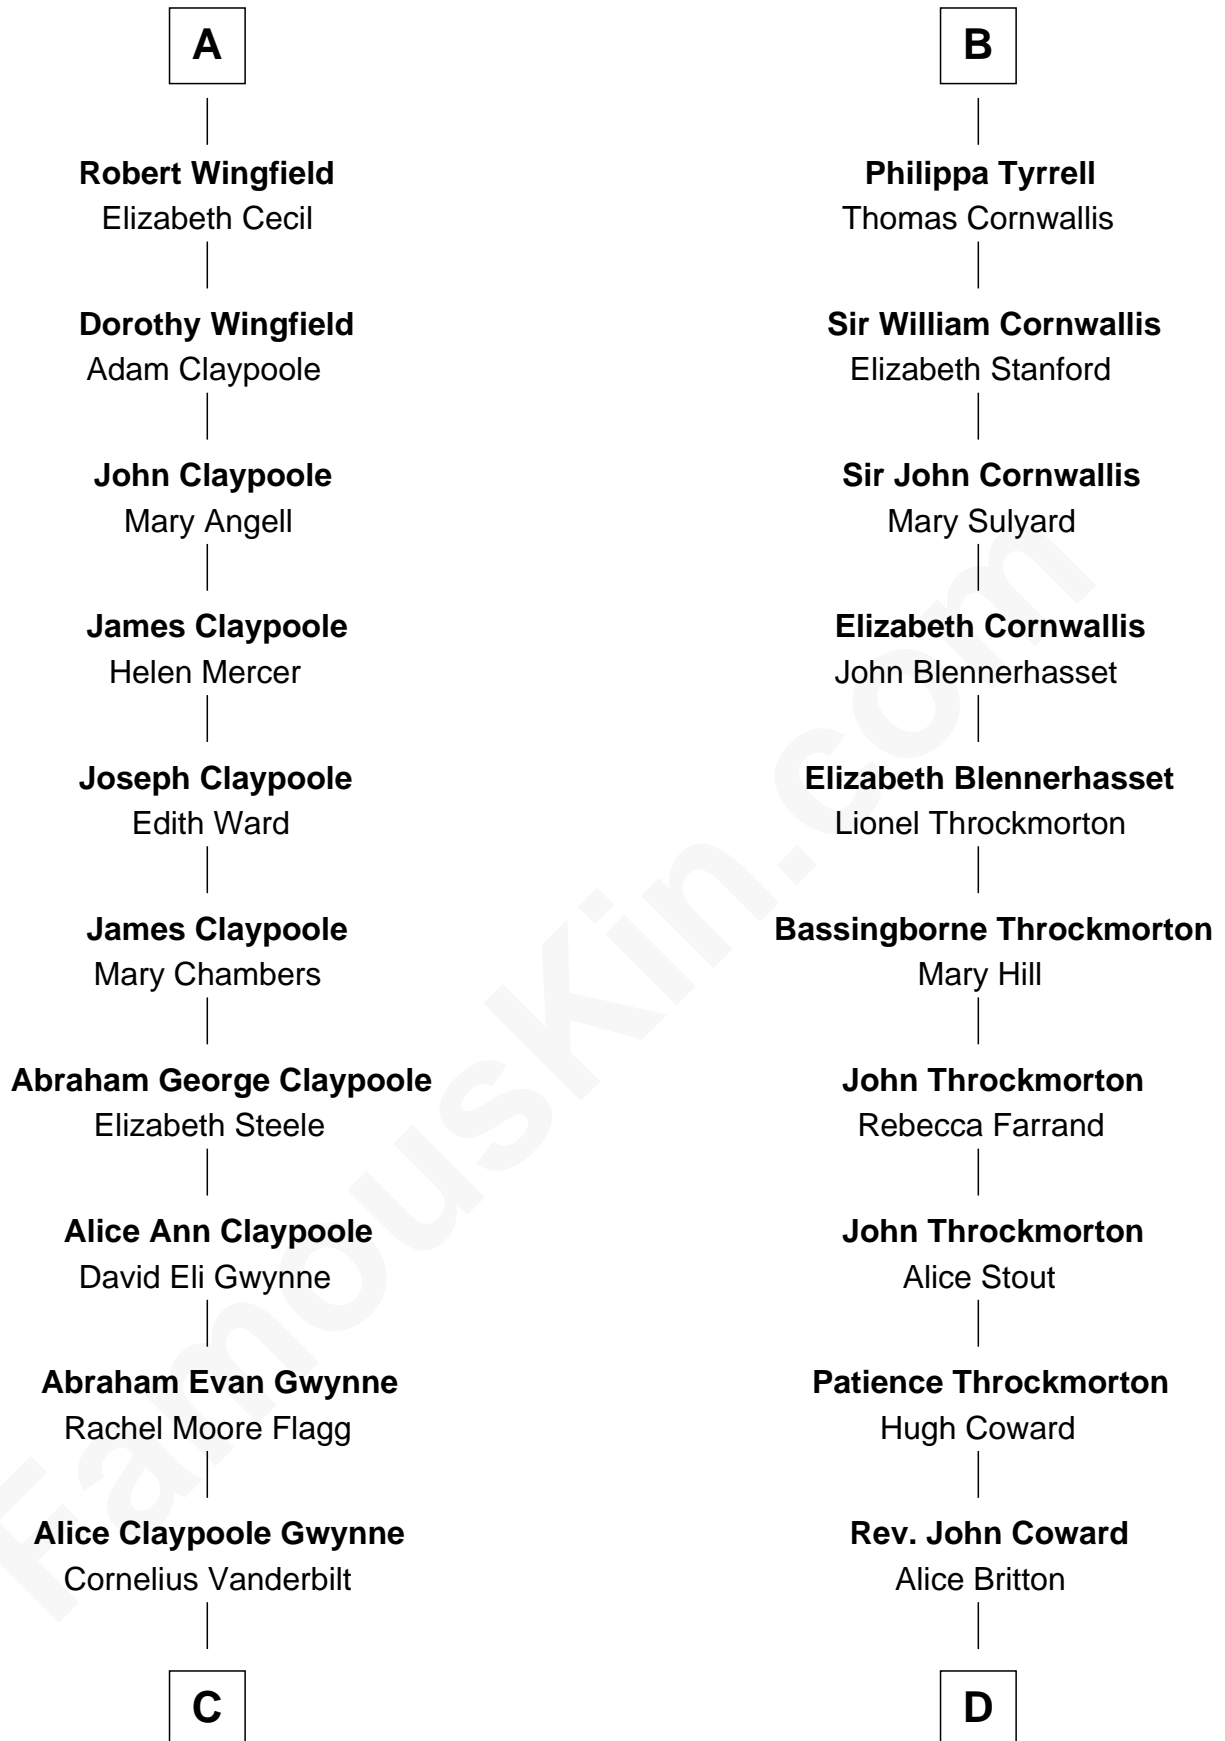 A
Robert Wingfield
Elizabeth Cecil
Dorothy Wingfield
Adam Claypoole
John Claypoole
Mary Angell
James Claypoole
Helen Mercer
Joseph Claypoole
Edith Ward
James Claypoole
Mary Chambers
Abraham George Claypoole
Elizabeth Steele
Alice Ann Claypoole
David Eli Gwynne
Abraham Evan Gwynne
Rachel Moore Flagg
Alice Claypoole Gwynne
Cornelius Vanderbilt
C
B
Philippa Tyrrell
Thomas Cornwallis
Sir William Cornwallis
Elizabeth Stanford
Sir John Cornwallis
Mary Sulyard
Elizabeth Cornwallis
John Blennerhasset
Elizabeth Blennerhasset
Lionel Throckmorton
Bassingborne Throckmorton
Mary Hill
John Throckmorton
Rebecca Farrand
John Throckmorton
Alice Stout
Patience Throckmorton
Hugh Coward
Rev. John Coward
Alice Britton
D
FamousKin.com